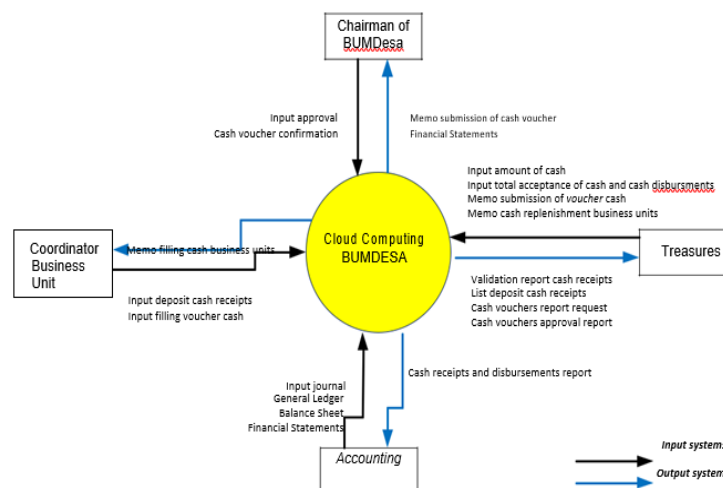 Chairman of
BUMDesa
Input approval
Cash voucher confirmation
Memo submission of cash voucher
Financial Statements
Input amount of cash
Input total acceptance of cash and cash disbursments
Memo submission of voucher cash
Memo cash replenishment business units
Cloud Computing
BUMDESA
Coordinator
Business
Unit
Memo filling cash business units
Input deposit cash receipts
Input filling voucher cash
Treasures
Validation report cash receipts
List deposit cash receipts
Cash vouchers report request
Cash vouchers approval report
Cash receipts and disbursements report
Input journal
General Ledger
Balance Sheet
Financial Statements
Accounting
Input system
Output system